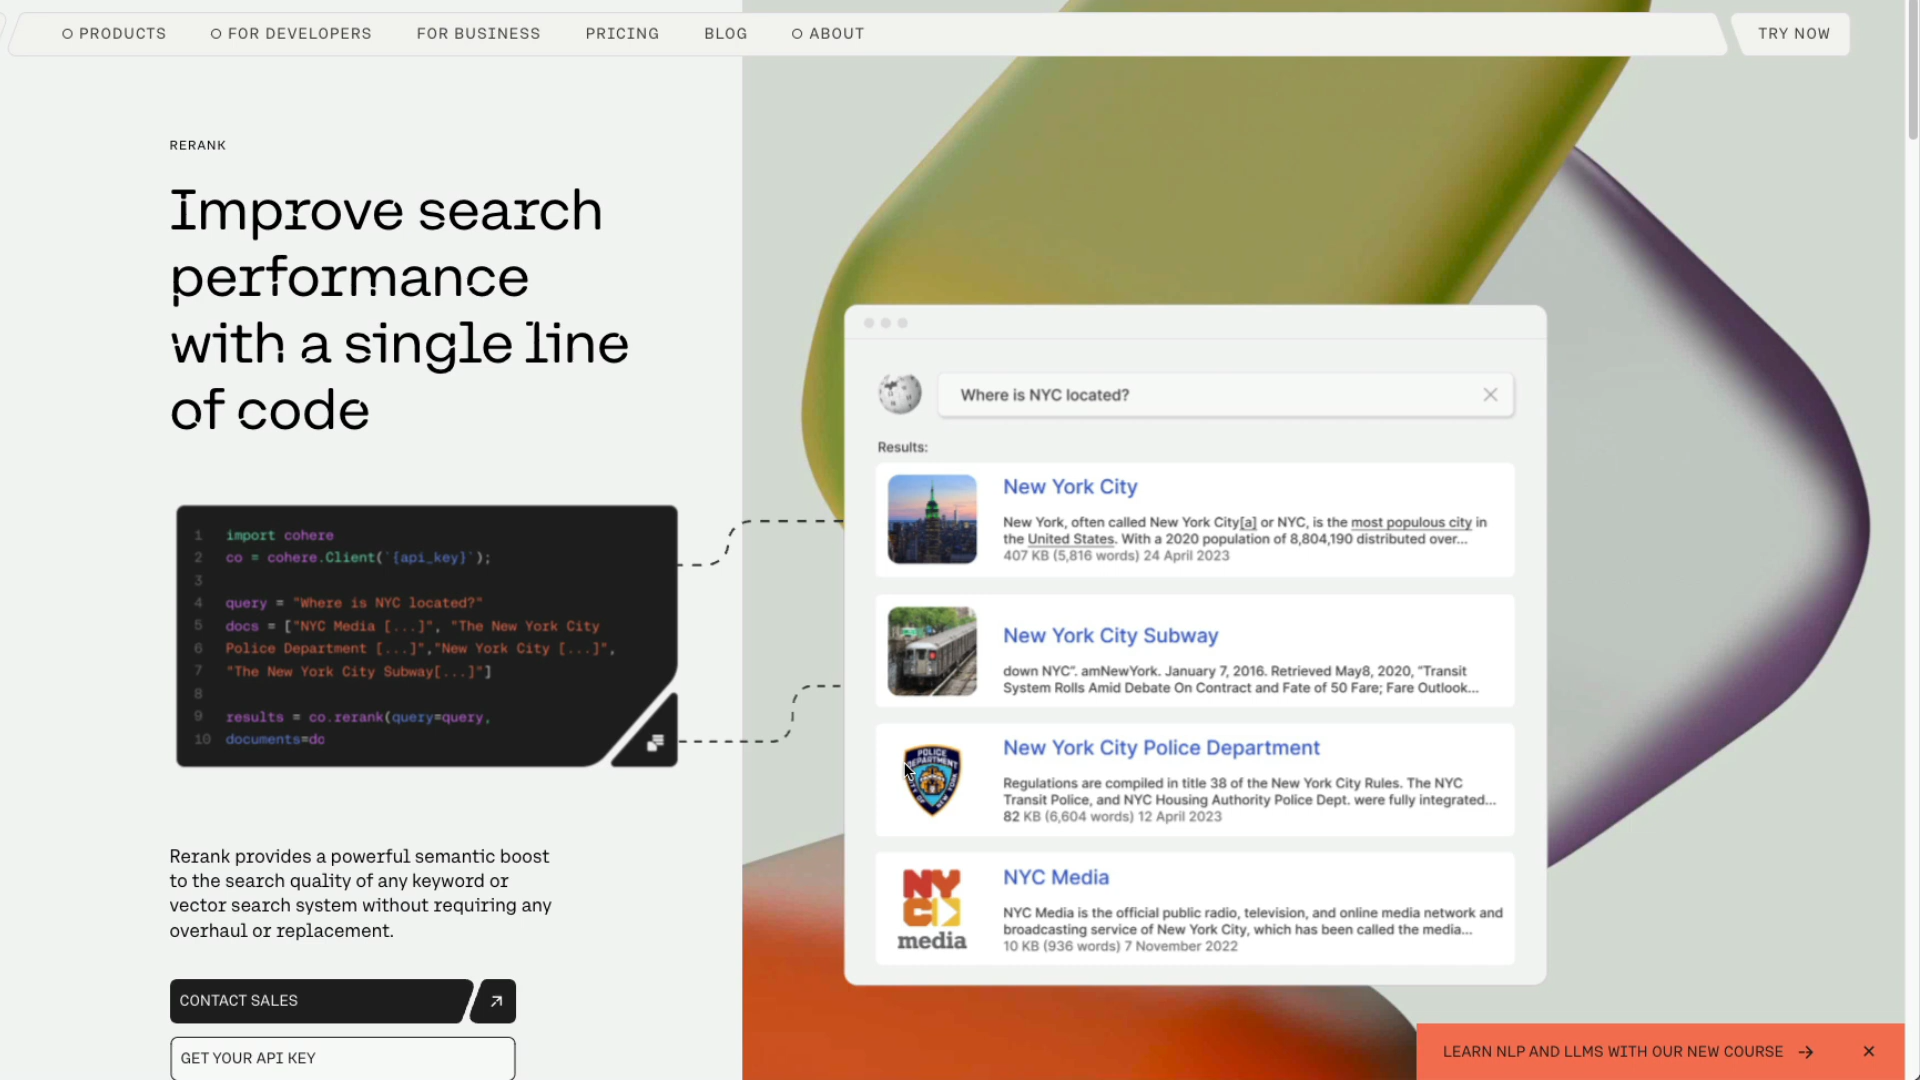 PRODUCTS
FOR DEVELOPERS
FOR BUSINESS
PRICING
BLOG
ABOUT
TRY NOW
RERANK
Improve search
performance
with a single line
of code
1 import cohere
2 co = cohere.Client(`{api_key}`);
3
4 query = "Where is NYC located?"
5 docs = ["NYC Media [...]", "The New York City
6 Police Department [...]","New York City [...]",
7 "The New York City Subway[...]"]
8
9 results = co.rerank(query=query,
10 documents=do
Rerank provides a powerful semantic boost
to the search quality of any keyword or
vector search system without requiring any
overhaul or replacement.
CONTACT SALES
GET YOUR API KEY
Where is NYC located?
Results:
New York City
New York, often called New York City[a] or NYC, is the most populous city in
the United States. With a 2020 population of 8,804,190 distributed over...
407 KB (5,816 words) 24 April 2023
New York City Subway
down NYC". amNewYork. January 7, 2016. Retrieved May8, 2020, "Transit
System Rolls Amid Debate On Contract and Fate of 50 Fare; Fare Outlook...
POLICE
DEPARTMENT
CITY OF NEW YORK
New York City Police Department
Regulations are compiled in title 38 of the New York City Rules. The NYC
Transit Police, and NYC Housing Authority Police Dept. were fully integrated...
82 KB (6,604 words) 12 April 2023
NYC
media
NYC Media
NYC Media is the official public radio, television, and online media network and
broadcasting service of New York City, which has been called the media...
10 KB (936 words) 7 November 2022
LEARN NLP AND LLMS WITH OUR NEW COURSE